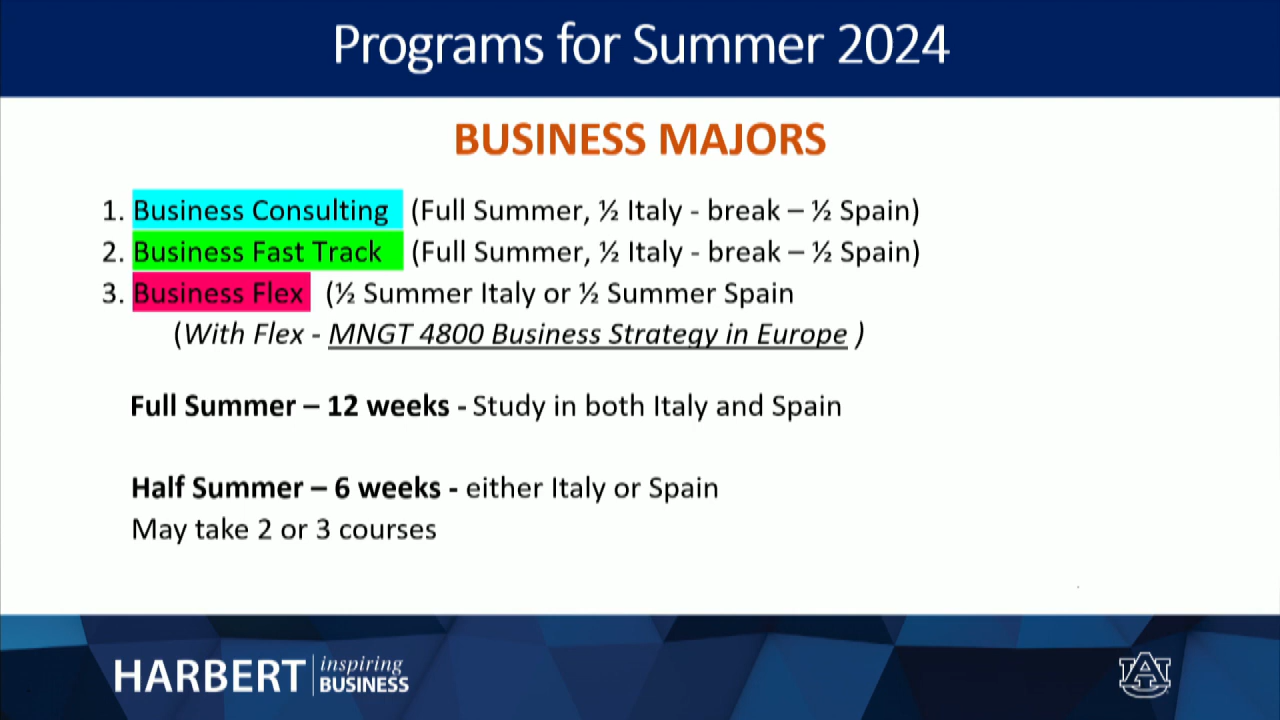 Programs for Summer 2024
BUSINESS MAJORS
1. Business Consulting (Full Summer, ½ Italy - break – ½ Spain)
2. Business Fast Track (Full Summer, ½ Italy - break – ½ Spain)
3. Business Flex (½ Summer Italy or ½ Summer Spain
(With Flex - MNGT 4800 Business Strategy in Europe )
Full Summer – 12 weeks - Study in both Italy and Spain
Half Summer – 6 weeks - either Italy or Spain
May take 2 or 3 courses
HARBERT inspiring
BUSINESS
AU